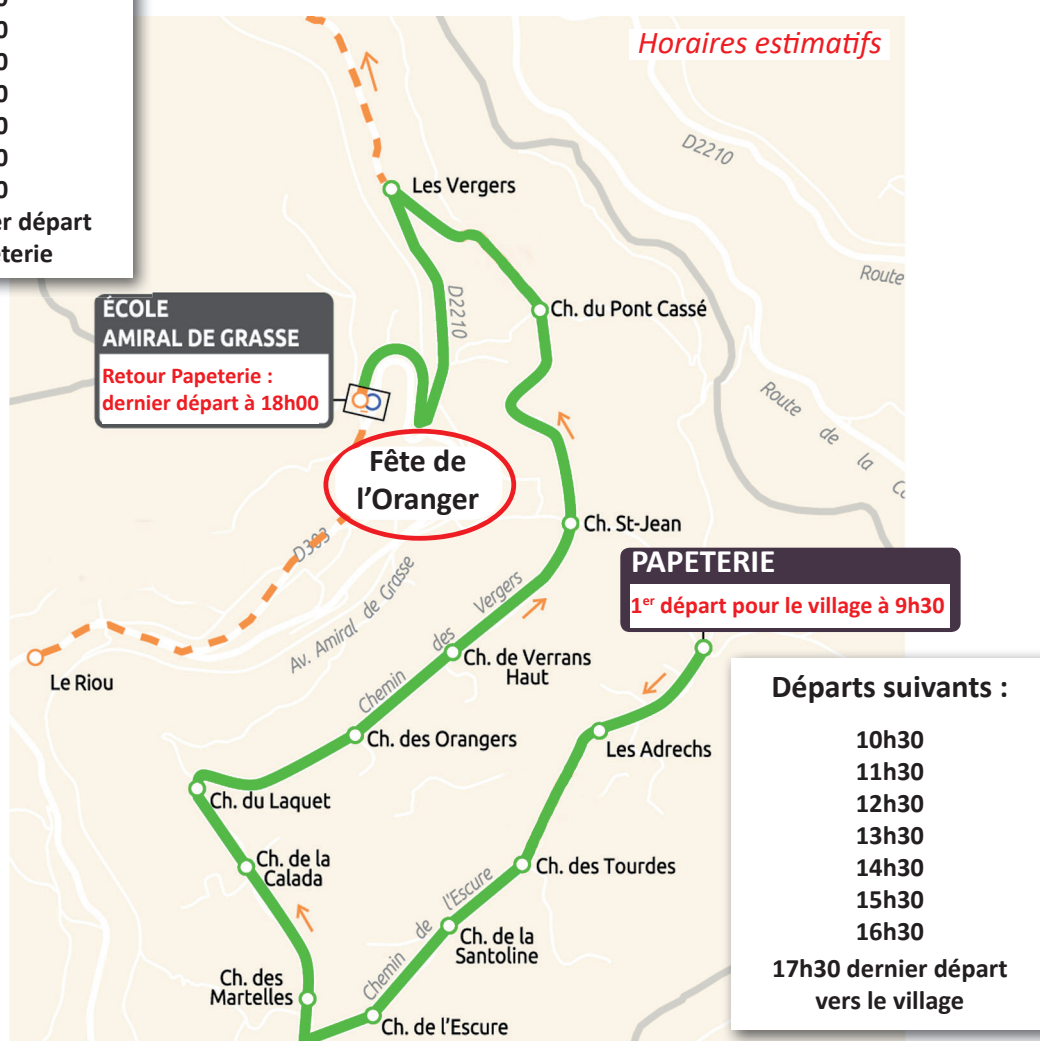 Horaires estimatifs
D2210
Les Vergers
Route
D2210
Ch. du Pont Cassé
ÉCOLE
AMIRAL DE GRASSE
Retour Papeterie :
dernier départ à 18h00
Route de la
Fête de
l'Oranger
Ch. St-Jean
D303
Av. Amiral de Grasse
PAPETERIE
1er départ pour le village à 9h30
Chemin des Vergers
Ch. de Verrans
Haut
Le Riou
Départs suivants :
Ch. des Orangers
Les Adrechs
10h30
11h30
Ch. du Laquet
12h30
13h30
Ch. de la
Calada
Ch. des Tourdes
14h30
15h30
16h30
Chemin de l'Escure
Ch. de la
Santoline
17h30 dernier départ
vers le village
Ch. des
Martelles
Ch. de l'Escure
départ